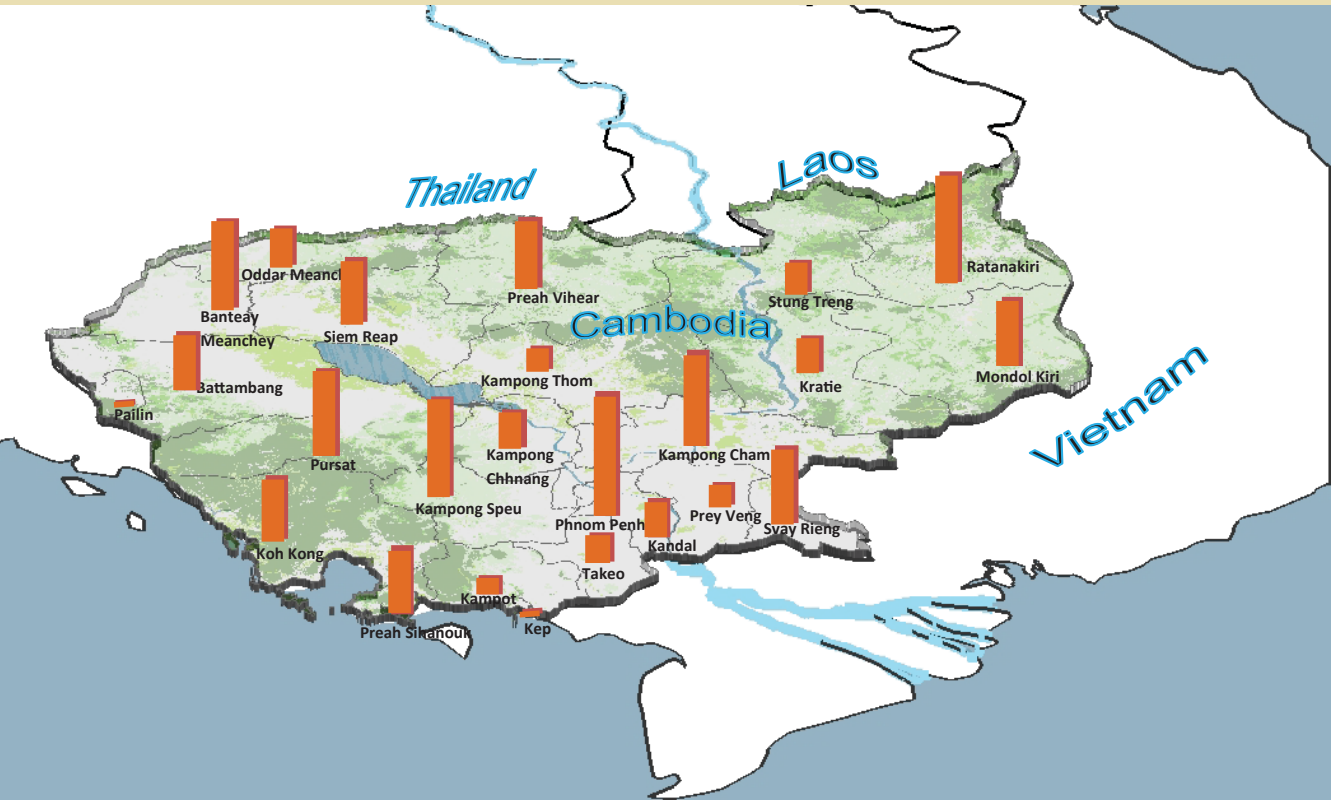 Laos
Thailand
Ratanakiri
Oddar Meanch
Preah Vihear
Stung Treng
Banteay
Meanchey
Siem Reap
Cambodia
Kampong Thom
Kratie
Mondol Kiri
Battambang
Pailin
Vietnam
Pursat
Kampong
Chhnang
Kampong Cham
Kampong Speu
Phnom Penh
Prey Veng
Svay Rieng
Kandal
Koh Kong
Takeo
Kampot
Kep
Preah Sihanouk